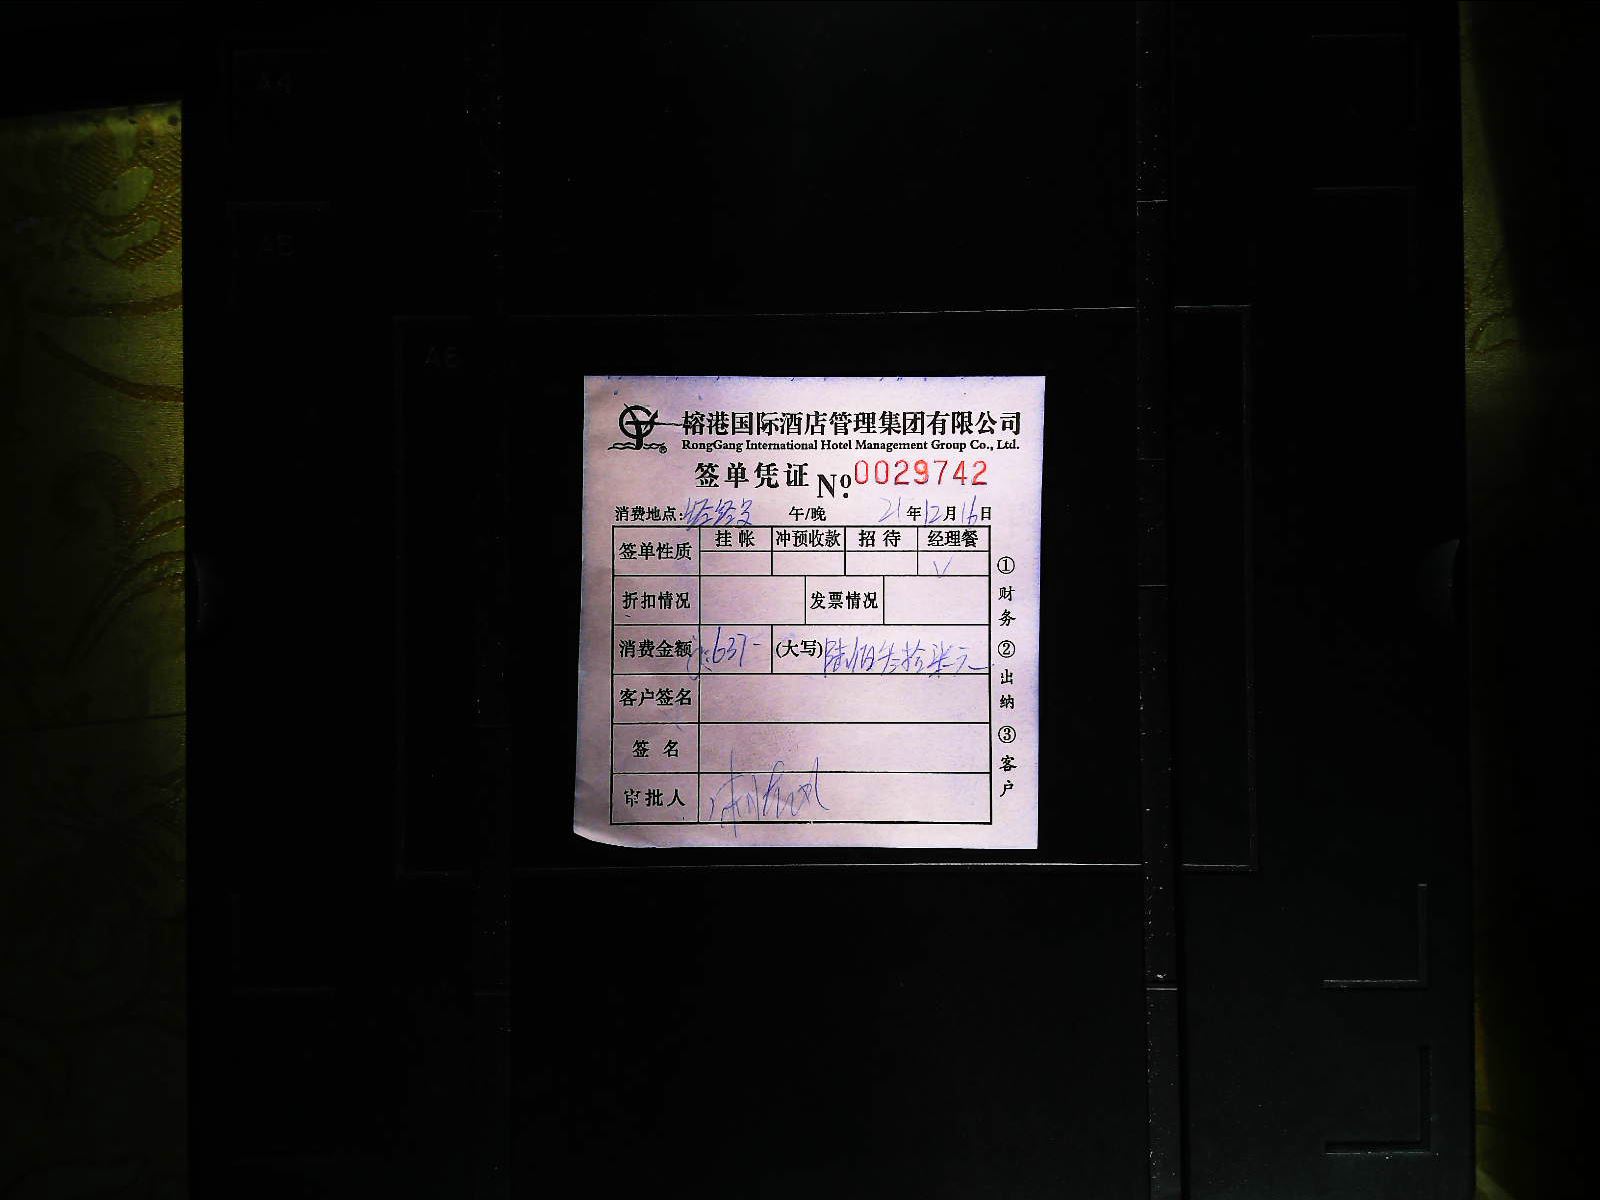 A4
A5
A6
榕港国际酒店管理集团有限公司
RongGang International Hotel Management Group Co., Ltd.
签单凭证 №0029742
消费地点: 午/晚 21年12月16日
签单性质 挂帐 冲预收款 招待 经理餐
√
折扣情况 发票情况
消费金额 637- (大写)陆佰叁拾柒元
客户签名
签名
审批人
①财务 ②出纳 ③客户